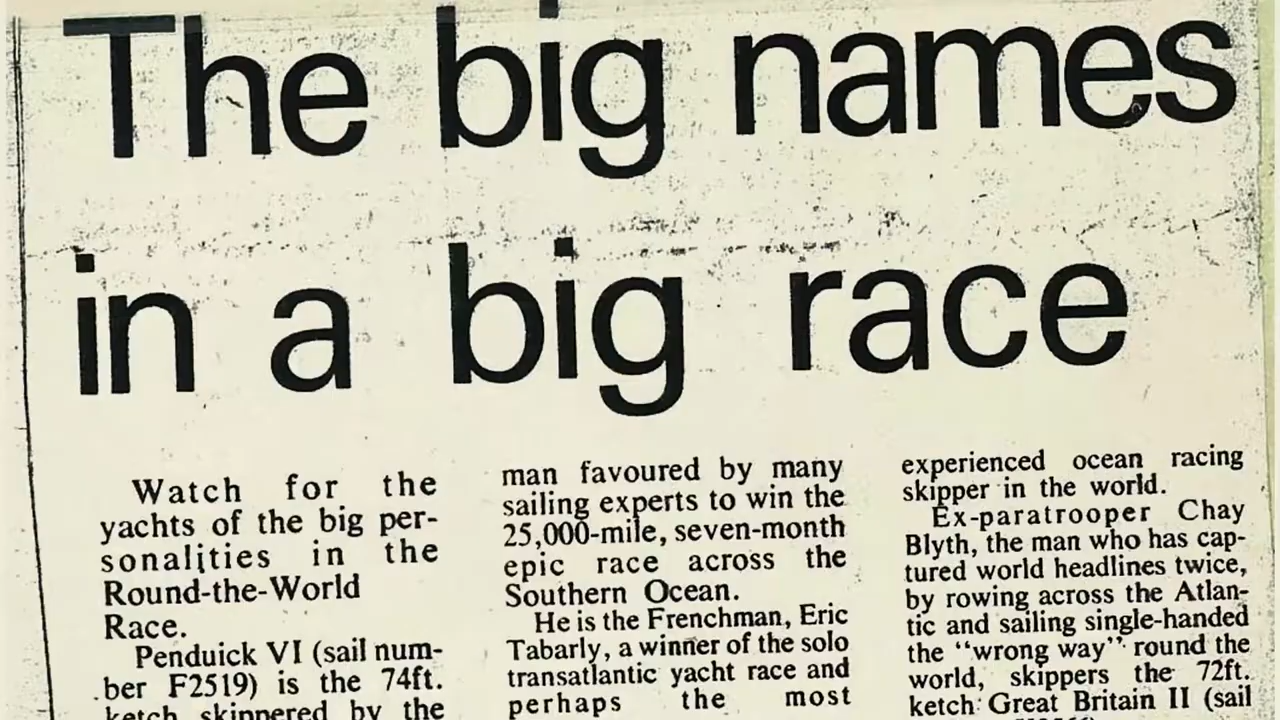 The big names
in a big race
Watch for the
yachts of the big per-
sonalities in the
Round-the-World
Race.
Penduick VI (sail num-
ber F2519) is the 74ft.
ketch skippered by the
man favoured by many
sailing experts to win the
25,000-mile, seven-month
epic race across the
Southern Ocean.
He is the Frenchman, Eric
Tabarly, a winner of the solo
transatlantic yacht race and
perhaps the most
experienced ocean racing
skipper in the world.
Ex-paratrooper Chay
Blyth, the man who has cap-
tured world headlines twice,
by rowing across the Atlan-
tic and sailing single-handed
the "wrong way" round the
world, skippers the 72ft.
ketch Great Britain II (sail